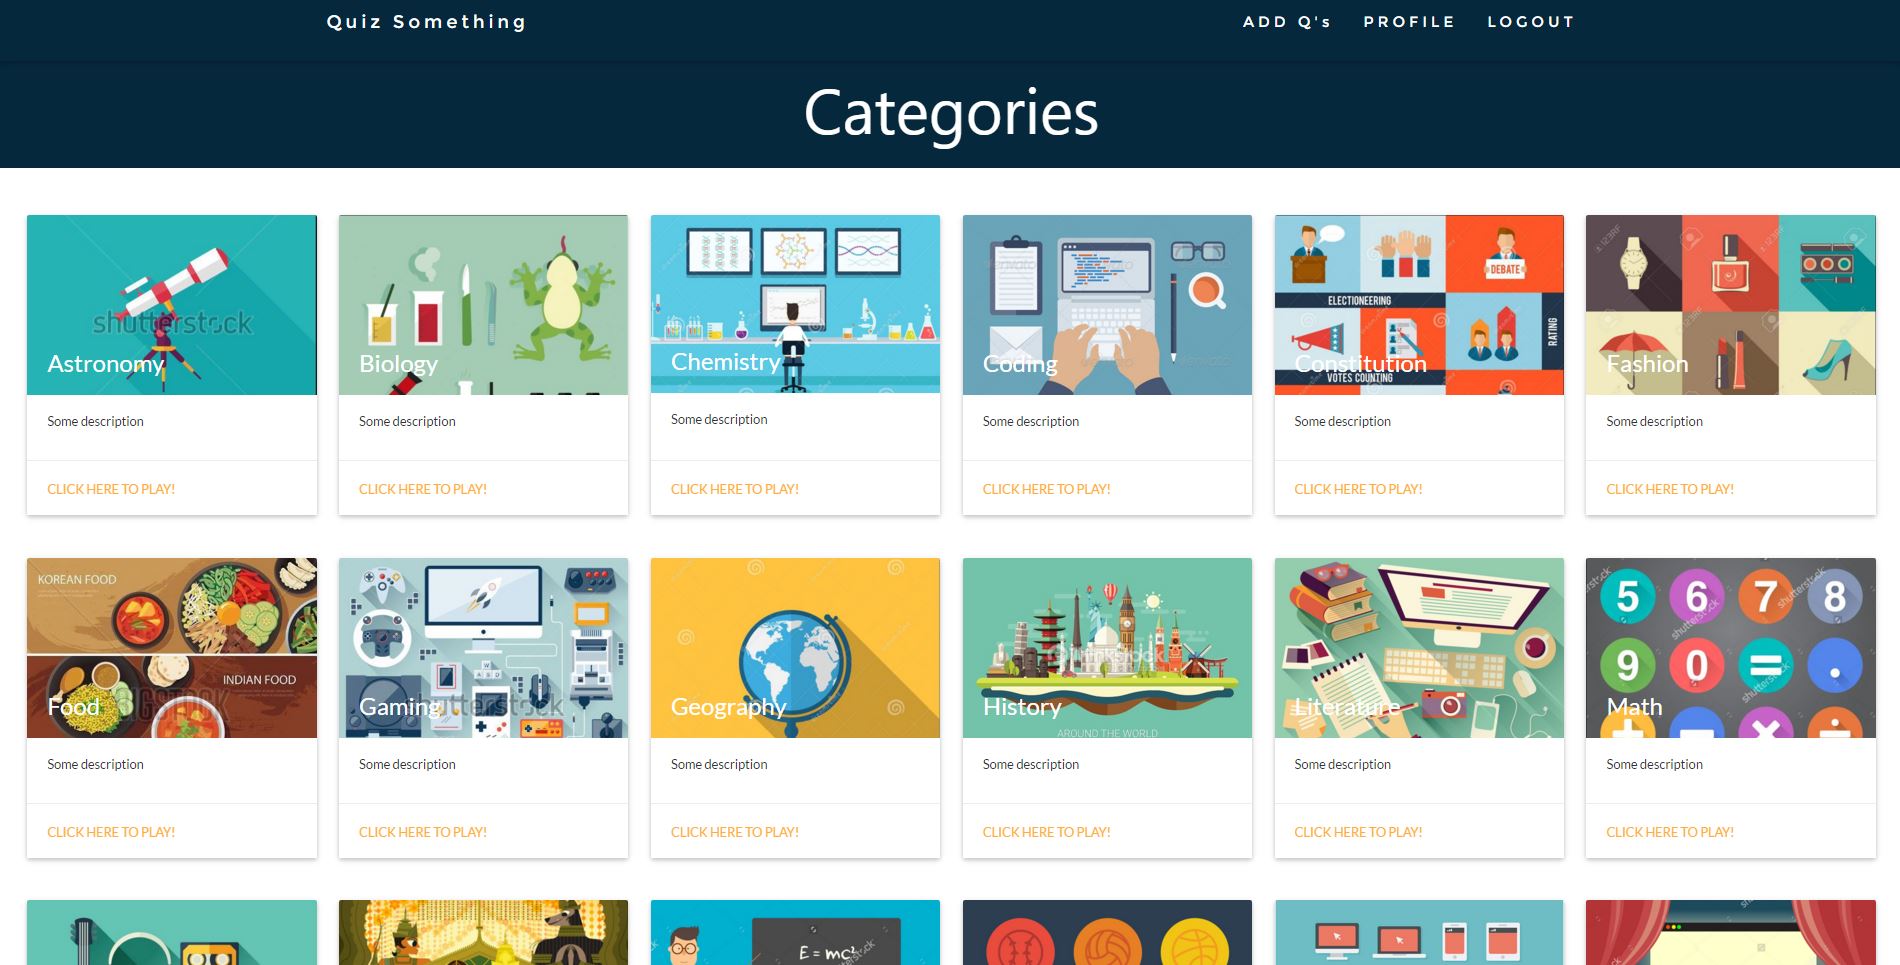 Quiz Something
ADD Q's PROFILE LOGOUT
Categories
shutterstock
Astronomy
Some description
CLICK HERE TO PLAY!
Biology
Some description
CLICK HERE TO PLAY!
Chemistry
Some description
CLICK HERE TO PLAY!
Coding
Some description
CLICK HERE TO PLAY!
DEBATE
ELECTIONEERING
RATING
Constitution
VOTES COUNTING
Some description
CLICK HERE TO PLAY!
123RF
Fashion
Some description
CLICK HERE TO PLAY!
KOREAN FOOD
INDIAN FOOD
Food
Some description
CLICK HERE TO PLAY!
W
A S D
Gaming
Some description
CLICK HERE TO PLAY!
Geography
Some description
CLICK HERE TO PLAY!
History
AROUND THE WORLD
Some description
CLICK HERE TO PLAY!
Literature
Some description
CLICK HERE TO PLAY!
5 6 7 8
9 0 = .
Math
+ − × ÷
shutterstock
Some description
CLICK HERE TO PLAY!
E = mc²